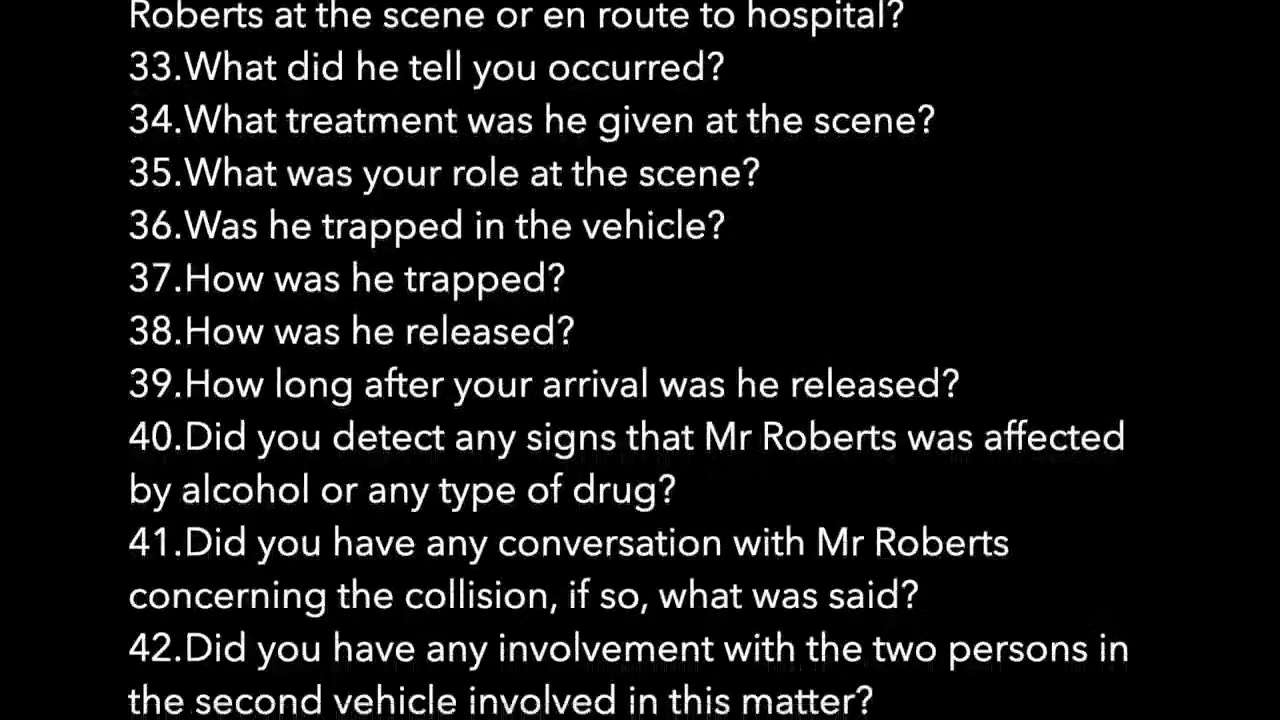 Roberts at the scene or en route to hospital?
33.What did he tell you occurred?
34.What treatment was he given at the scene?
35.What was your role at the scene?
36.Was he trapped in the vehicle?
37.How was he trapped?
38.How was he released?
39.How long after your arrival was he released?
40.Did you detect any signs that Mr Roberts was affected
by alcohol or any type of drug?
41.Did you have any conversation with Mr Roberts
concerning the collision, if so, what was said?
42.Did you have any involvement with the two persons in
the second vehicle involved in this matter?